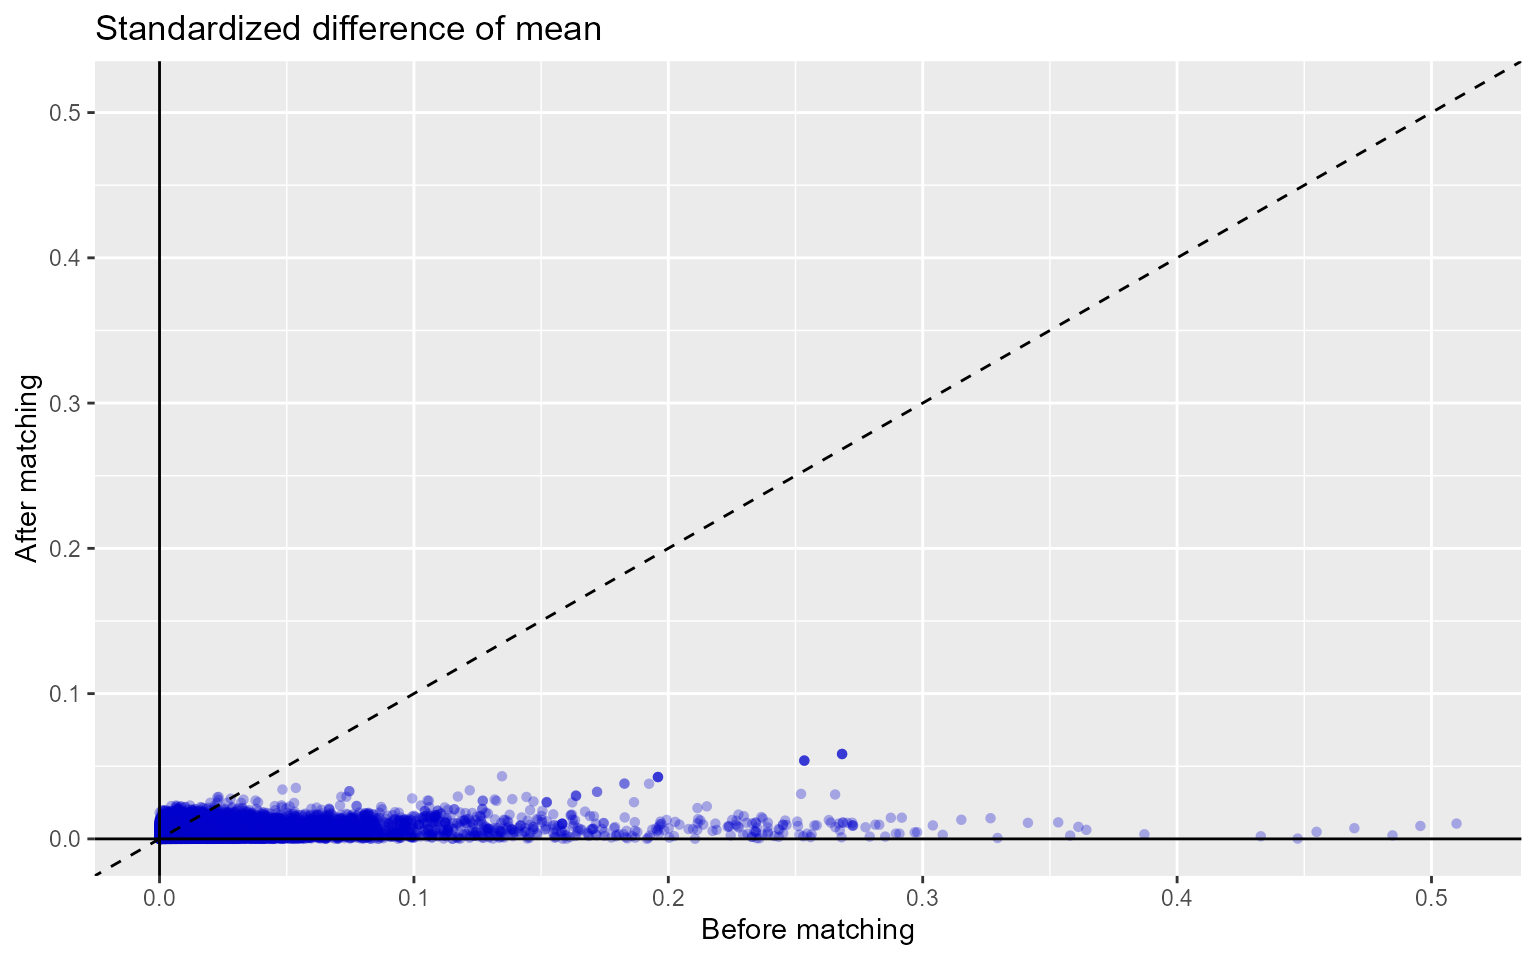 Standardized difference of mean
0.5
0.4
0.3
0.2
0.1
0.0
After matching
0.0 0.1 0.2 0.3 0.4 0.5
Before matching